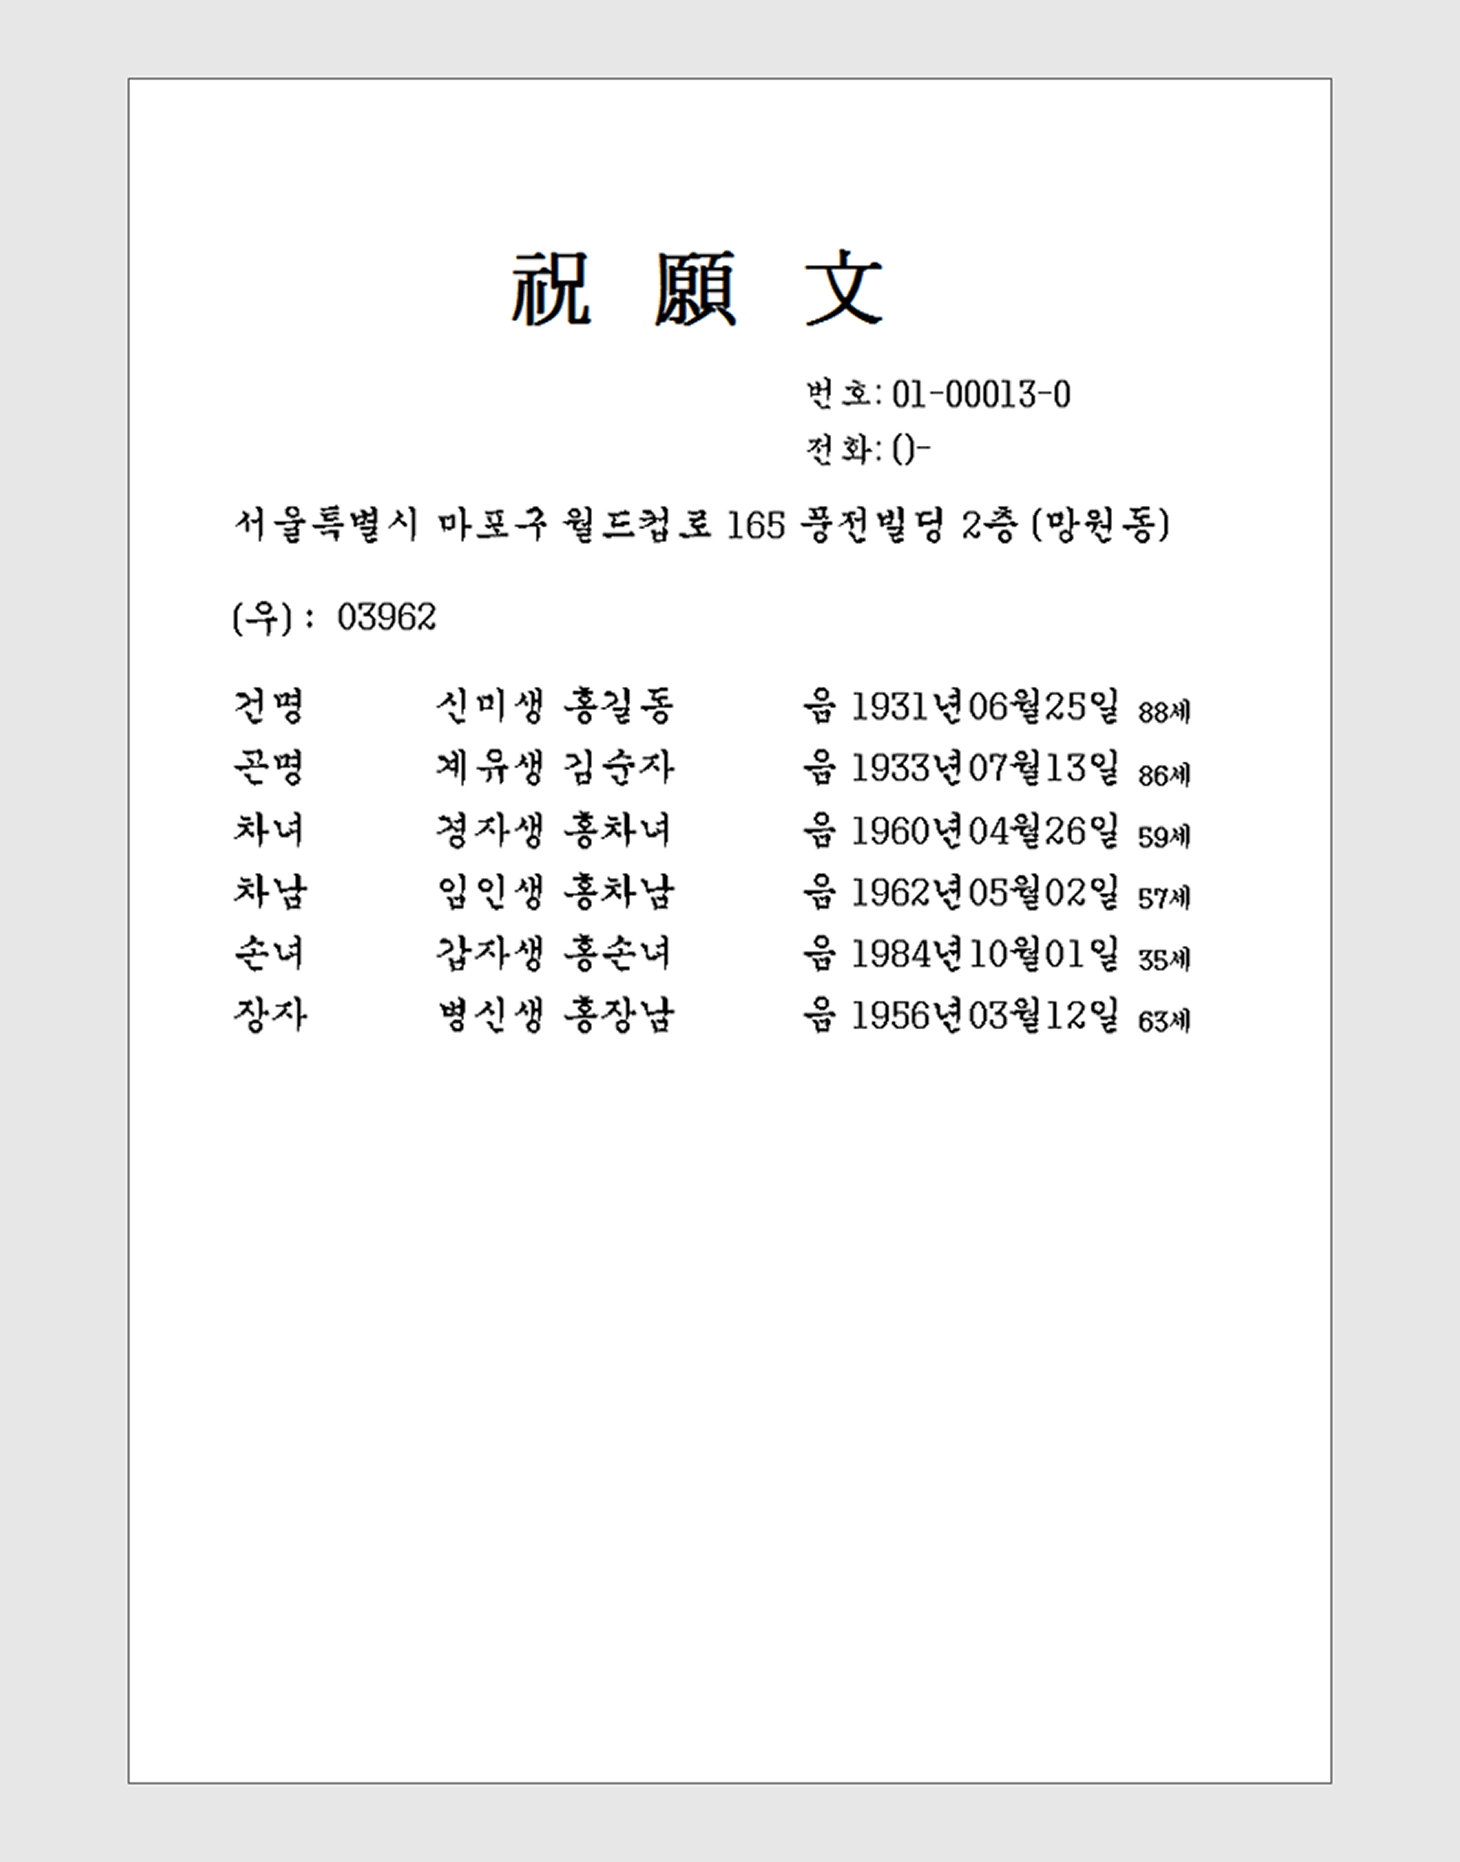 祝 願 文
번호: 01-00013-0
전화: ()-
서울특별시 마포구 월드컵로 165 풍전빌딩 2층 (망원동)
(우) : 03962
건명 신미생 홍길동 음 1931년06월25일 88세
곤명 계유생 김순자 음 1933년07월13일 86세
차녀 경자생 홍차녀 음 1960년04월26일 59세
차남 임인생 홍차남 음 1962년05월02일 57세
손녀 갑자생 홍손녀 음 1984년10월01일 35세
장자 병신생 홍장남 음 1956년03월12일 63세